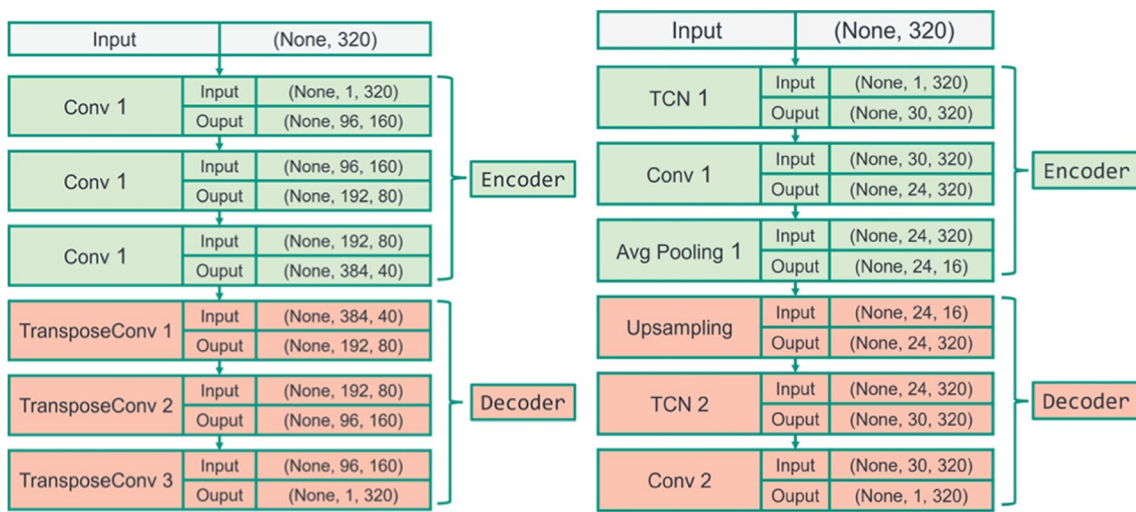 Input (None, 320)
Conv 1 Input (None, 1, 320)
Ouput (None, 96, 160)
Conv 1 Input (None, 96, 160)
Ouput (None, 192, 80)
Conv 1 Input (None, 192, 80)
Ouput (None, 384, 40)
Encoder
TransposeConv 1 Input (None, 384, 40)
Ouput (None, 192, 80)
TransposeConv 2 Input (None, 192, 80)
Ouput (None, 96, 160)
TransposeConv 3 Input (None, 96, 160)
Ouput (None, 1, 320)
Decoder
Input (None, 320)
TCN 1 Input (None, 1, 320)
Ouput (None, 30, 320)
Conv 1 Input (None, 30, 320)
Ouput (None, 24, 320)
Avg Pooling 1 Input (None, 24, 320)
Ouput (None, 24, 16)
Encoder
Upsampling Input (None, 24, 16)
Ouput (None, 24, 320)
TCN 2 Input (None, 24, 320)
Ouput (None, 30, 320)
Conv 2 Input (None, 30, 320)
Ouput (None, 1, 320)
Decoder